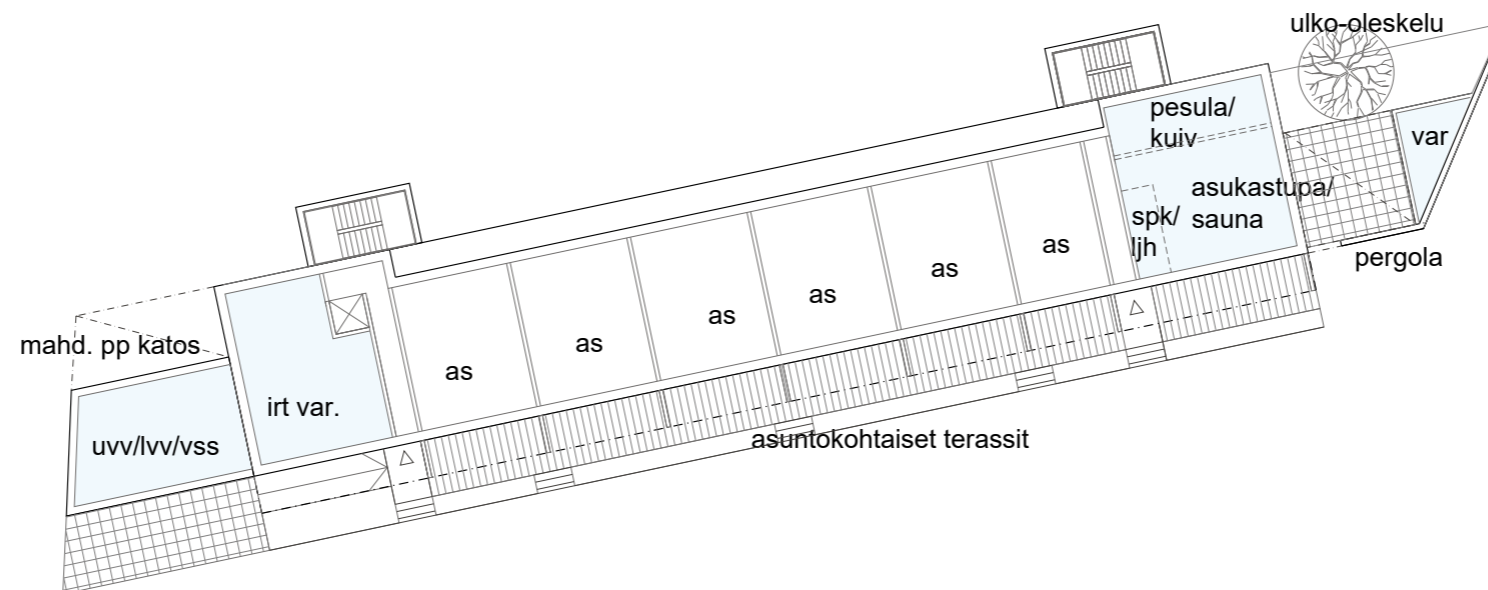 ulko-oleskelu
pesula/
kuiv
var
asukastupa/
sauna
spk/
ljh
pergola
as
as
as
as
as
as
mahd. pp katos
irt var.
uvv/lvv/vss
asuntokohtaiset terassit